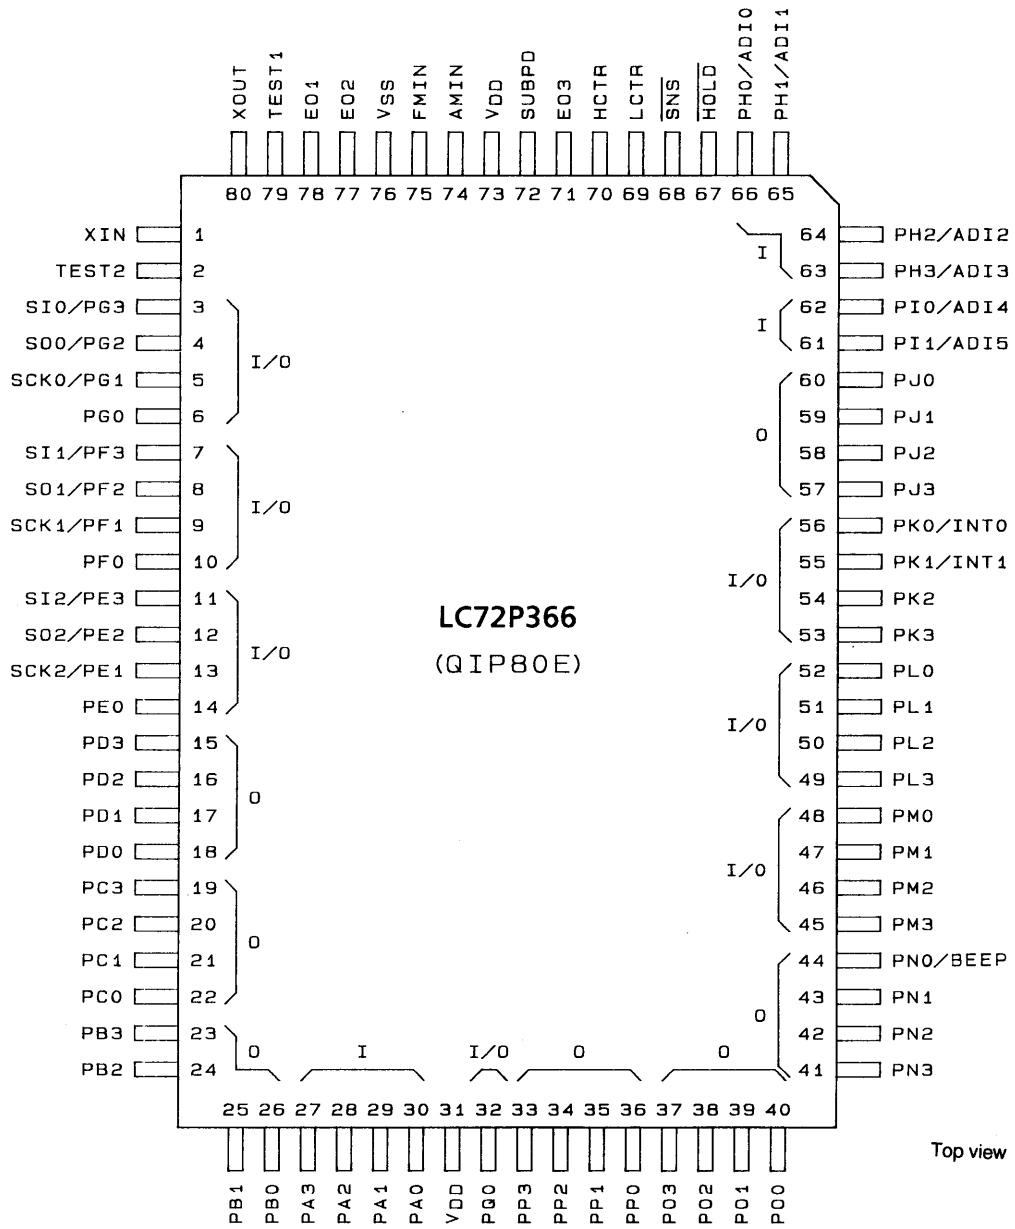 XOUT
TEST1
EO1
EO2
VSS
FMIN
AMIN
VDD
SUBPD
EO3
HCTR
LCTR
SNS
HOLD
PH0/ADI0
PH1/ADI1
80 79 78 77 76 75 74 73 72 71 70 69 68 67 66 65
XIN 1
TEST2 2
SI0/PG3 3
SO0/PG2 4
SCK0/PG1 5
PG0 6
I/O
SI1/PF3 7
SO1/PF2 8
SCK1/PF1 9
PF0 10
I/O
SI2/PE3 11
SO2/PE2 12
SCK2/PE1 13
PE0 14
I/O
PD3 15
PD2 16
PD1 17
PD0 18
O
PC3 19
PC2 20
PC1 21
PC0 22
O
PB3 23
PB2 24
LC72P366
(QIP80E)
64 PH2/ADI2
63 PH3/ADI3
I
62 PI0/ADI4
61 PI1/ADI5
I
60 PJ0
59 PJ1
58 PJ2
57 PJ3
O
56 PK0/INT0
55 PK1/INT1
54 PK2
53 PK3
I/O
52 PL0
51 PL1
50 PL2
49 PL3
I/O
48 PM0
47 PM1
46 PM2
45 PM3
I/O
44 PN0/BEEP
43 PN1
42 PN2
41 PN3
O
O I I/O O O
25 26 27 28 29 30 31 32 33 34 35 36 37 38 39 40
PB1
PB0
PA3
PA2
PA1
PA0
VDD
PQ0
PP3
PP2
PP1
PP0
PO3
PO2
PO1
PO0
Top view